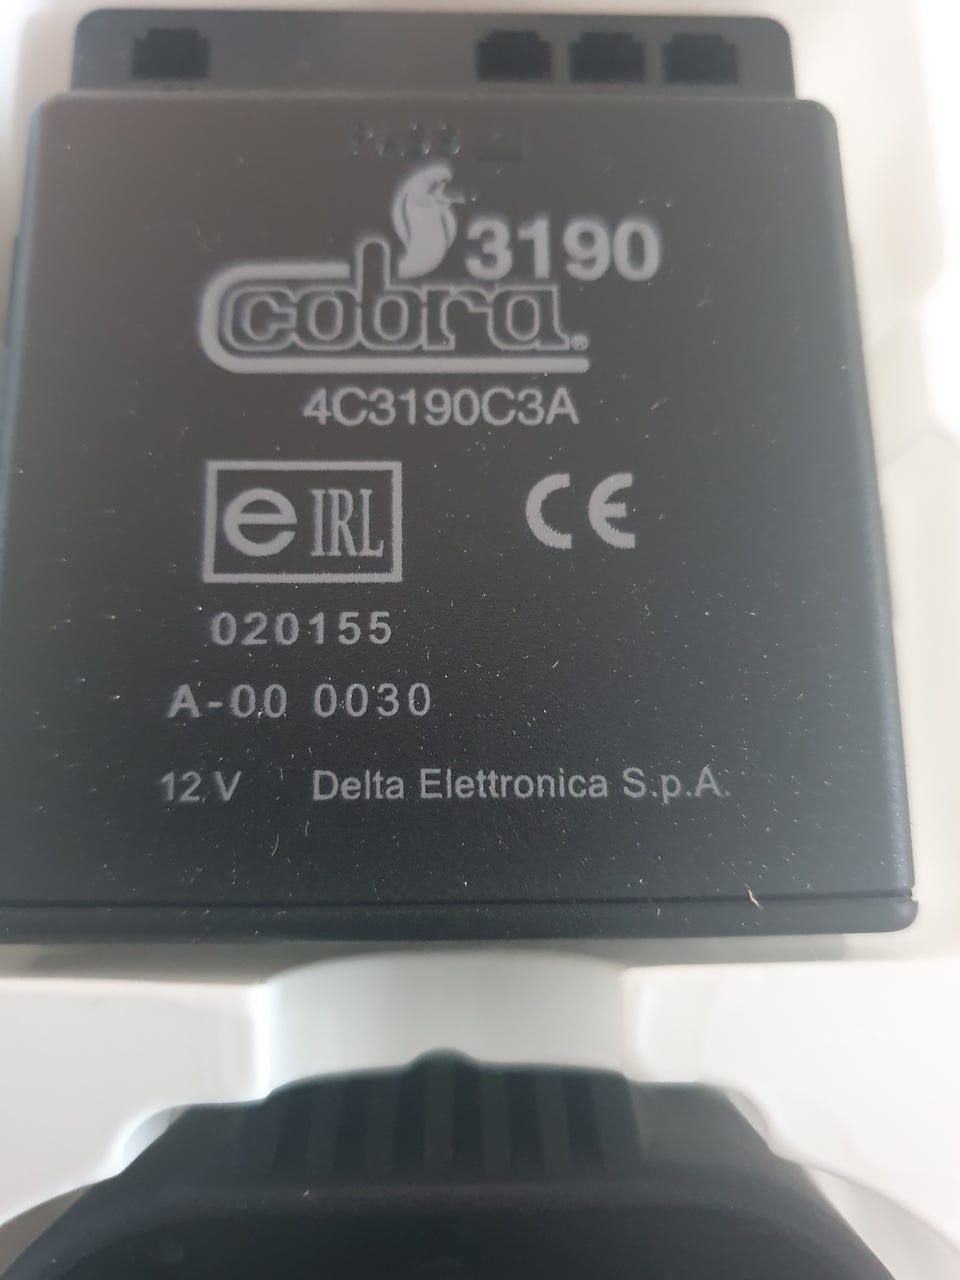 3190
cobra®
4C3190C3A
e IRL CE
020155
A-00 0030
12 V Delta Elettronica S.p.A.